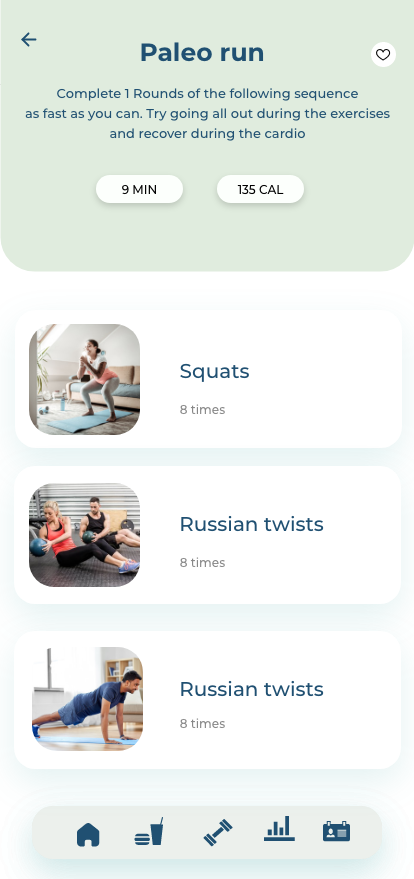 Paleo run
Complete 1 Rounds of the following sequence
as fast as you can. Try going all out during the exercises
and recover during the cardio
9 MIN
135 CAL
Squats
8 times
Russian twists
8 times
Russian twists
8 times